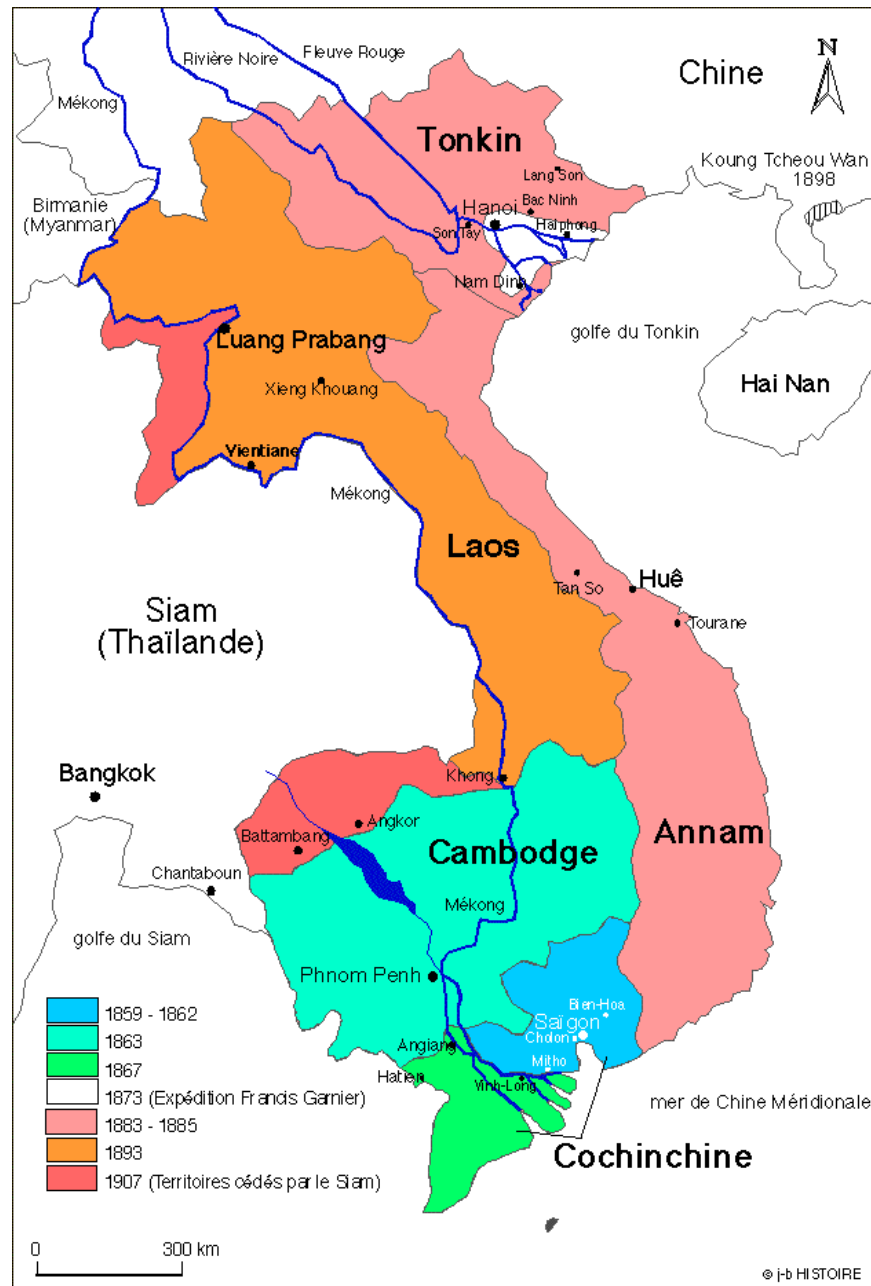 Rivière Noire
Fleuve Rouge
Mékong
Chine
N
Tonkin
Lang Son
Koung Tcheou Wan
1898
Birmanie
(Myanmar)
Bac Ninh
Hanoi
Son Tay
Haïphong
Nam Dinh
golfe du Tonkin
Luang Prabang
Hai Nan
Xieng Khouang
Vientiane
Mékong
Laos
Tan So
Huê
Siam
(Thaïlande)
Tourane
Bangkok
Khong
Angkor
Battambang
Cambodge
Annam
Chantaboun
Mékong
golfe du Siam
Phnom Penh
Bien-Hoa
Saïgon
Cholon
Angiang
Mitho
Hatien
Vinh-Long
mer de Chine Méridionale
Cochinchine
1859 - 1862
1863
1867
1873 (Expédition Francis Garnier)
1883 - 1885
1893
1907 (Territoires cédés par le Siam)
0 300 km
© j-b HISTOIRE